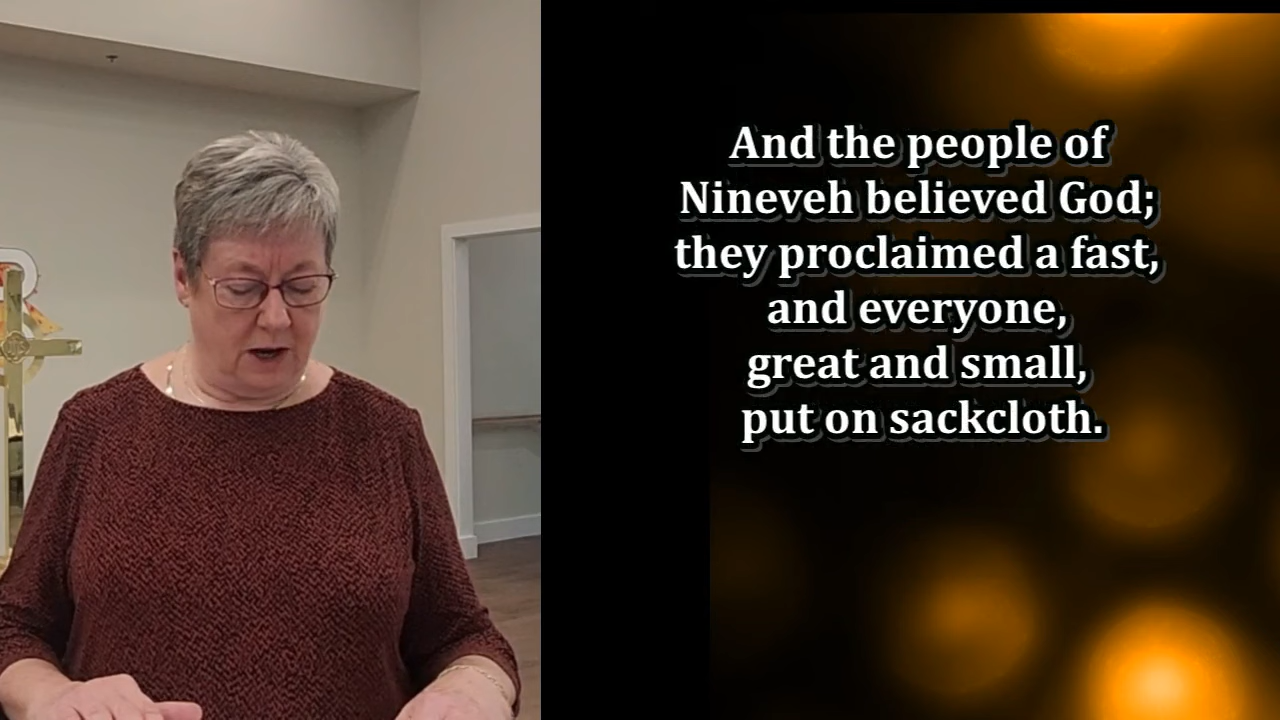 And the people of
Nineveh believed God;
they proclaimed a fast,
and everyone,
great and small,
put on sackcloth.